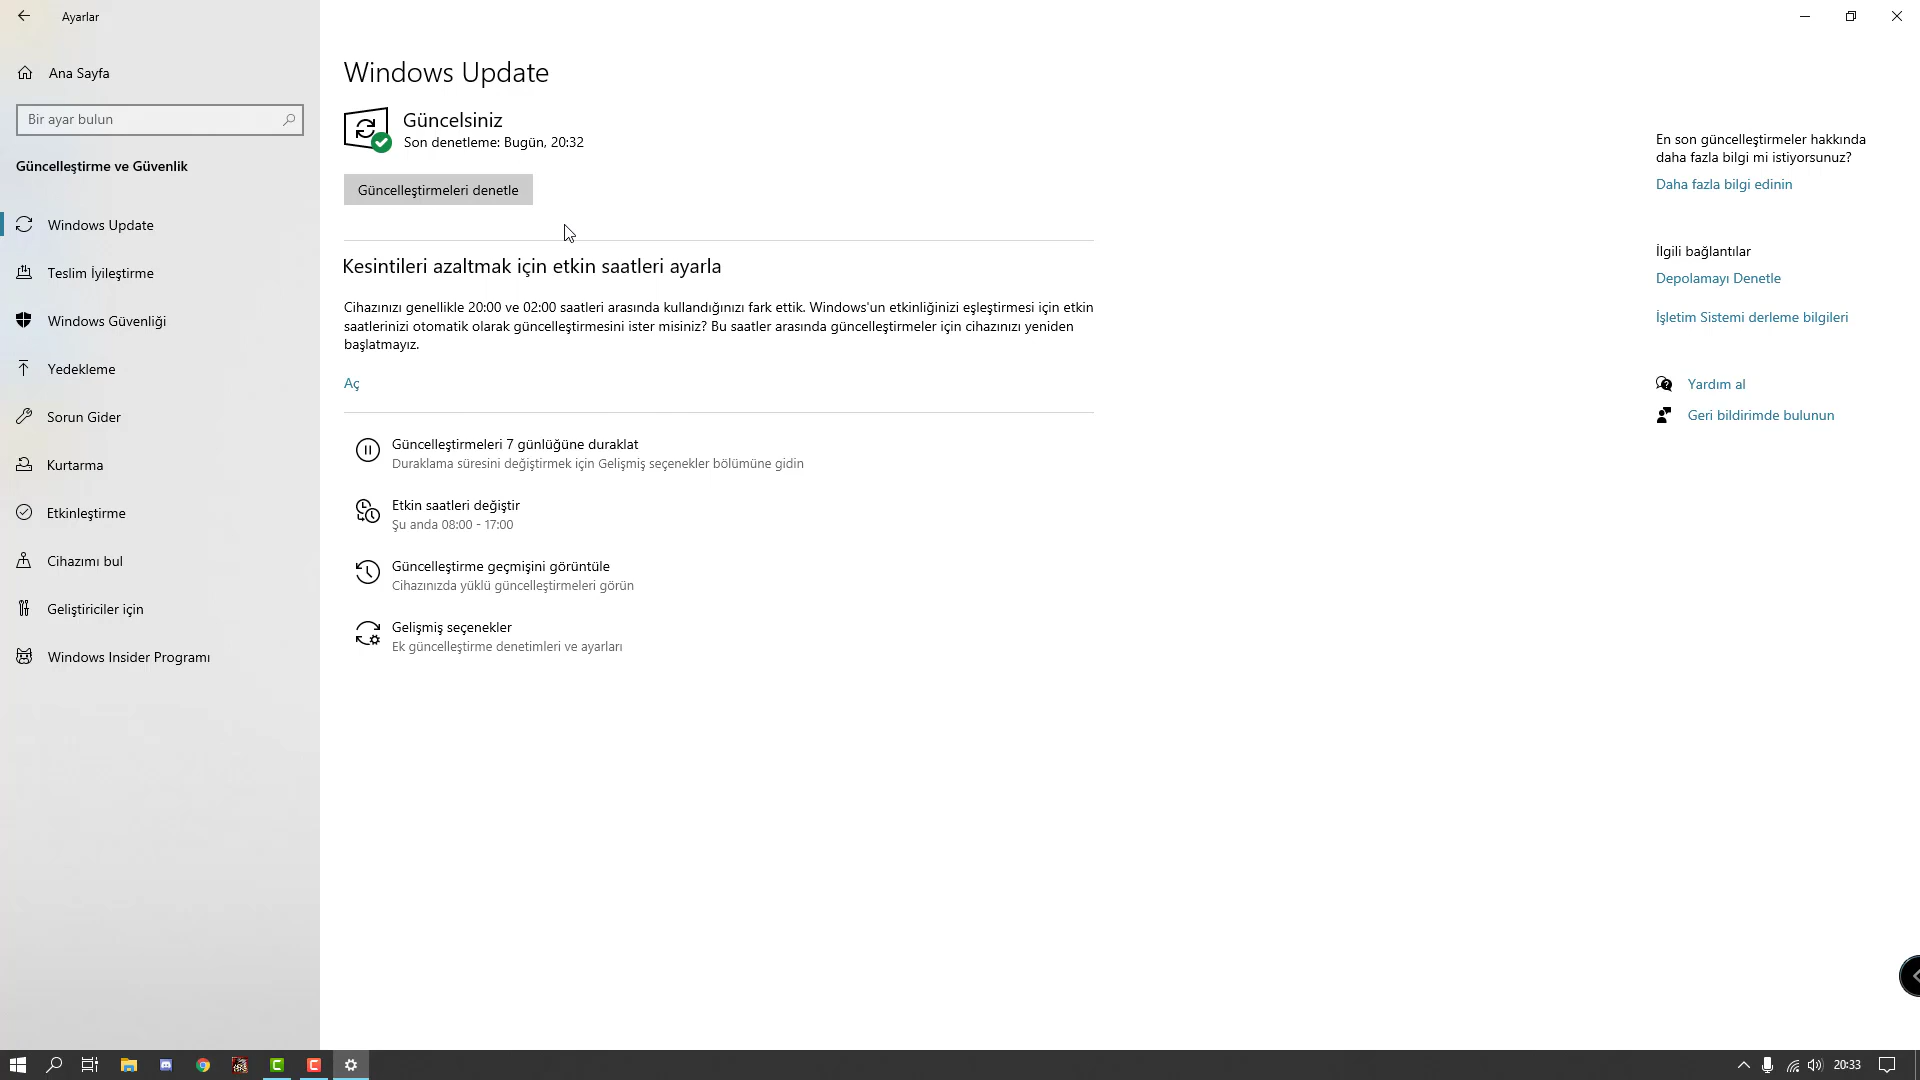 Ayarlar
Ana Sayfa
Bir ayar bulun
Güncelleştirme ve Güvenlik
Windows Update
Teslim İyileştirme
Windows Güvenliği
Yedekleme
Sorun Gider
Kurtarma
Etkinleştirme
Cihazımı bul
Geliştiriciler için
Windows Insider Programı
Windows Update
Güncelsiniz
Son denetleme: Bugün, 20:32
Güncelleştirmeleri denetle
Kesintileri azaltmak için etkin saatleri ayarla
Cihazınızı genellikle 20:00 ve 02:00 saatleri arasında kullandığınızı fark ettik. Windows'un etkinliğinizi eşleştirmesi için etkin
saatlerinizi otomatik olarak güncelleştirmesini ister misiniz? Bu saatler arasında güncelleştirmeler için cihazınızı yeniden
başlatmayız.
Aç
Güncelleştirmeleri 7 günlüğüne duraklat
Duraklama süresini değiştirmek için Gelişmiş seçenekler bölümüne gidin
Etkin saatleri değiştir
Şu anda 08:00 - 17:00
Güncelleştirme geçmişini görüntüle
Cihazınızda yüklü güncelleştirmeleri görün
Gelişmiş seçenekler
Ek güncelleştirme denetimleri ve ayarları
En son güncelleştirmeler hakkında
daha fazla bilgi mi istiyorsunuz?
Daha fazla bilgi edinin
İlgili bağlantılar
Depolamayı Denetle
İşletim Sistemi derleme bilgileri
Yardım al
Geri bildirimde bulunun
20:33